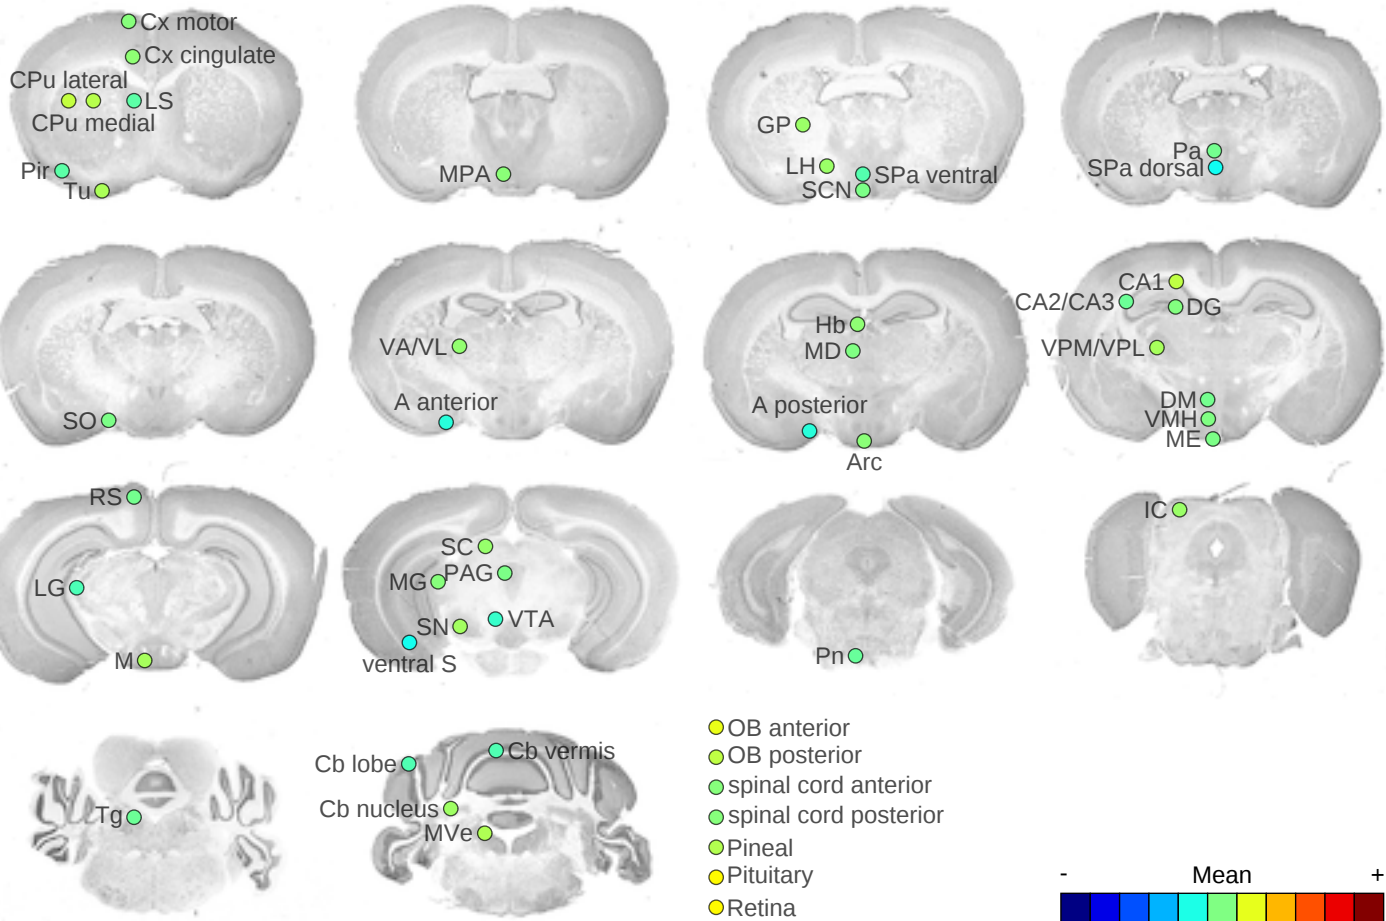 Cx motor
Cx cingulate
CPu lateral
LS
CPu medial
Pir
Tu
MPA
GP
LH
SPa ventral
SCN
Pa
SPa dorsal
SO
VA/VL
A anterior
Hb
MD
A posterior
Arc
CA1
CA2/CA3
DG
VPM/VPL
DM
VMH
ME
RS
LG
M
SC
PAG
MG
SN
VTA
ventral S
Pn
IC
Tg
Cb vermis
Cb lobe
Cb nucleus
MVe
OB anterior
OB posterior
spinal cord anterior
spinal cord posterior
Pineal
Pituitary
Retina
- Mean +